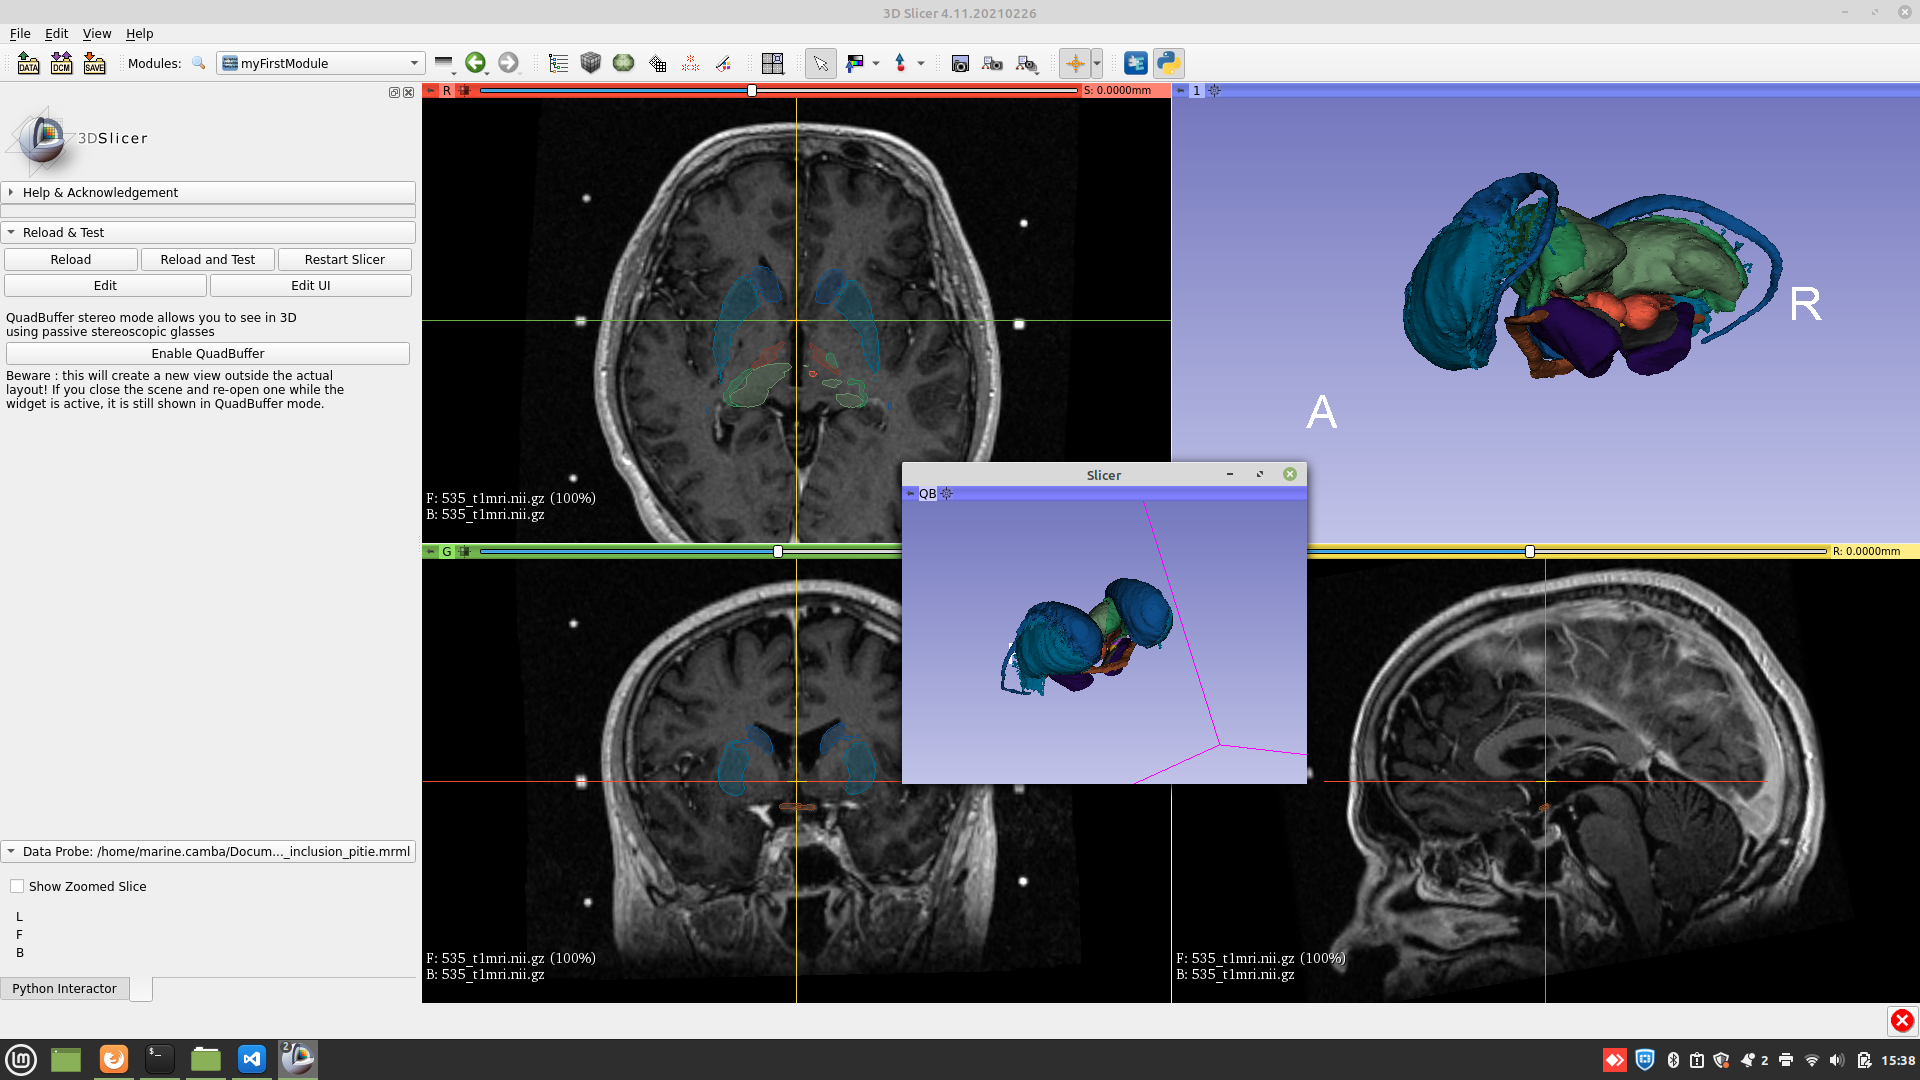 3D Slicer 4.11.20210226
File Edit View Help
DATA DCM SAVE Modules: myFirstModule
3DSlicer
Help & Acknowledgement
Reload & Test
Reload Reload and Test Restart Slicer
Edit Edit UI
QuadBuffer stereo mode allows you to see in 3D
using passive stereoscopic glasses
Enable QuadBuffer
Beware : this will create a new view outside the actual
layout! If you close the scene and re-open one while the
widget is active, it is still shown in QuadBuffer mode.
Data Probe: /home/marine.camba/Docum..._inclusion_pitie.mrml
Show Zoomed Slice
L
F
B
Python Interactor
R S: 0.0000mm
F: 535_t1mri.nii.gz (100%)
B: 535_t1mri.nii.gz
1
R
A
Slicer
QB
G
F: 535_t1mri.nii.gz (100%)
B: 535_t1mri.nii.gz
R: 0.0000mm
F: 535_t1mri.nii.gz (100%)
B: 535_t1mri.nii.gz
lm $_ 2 2 15:38